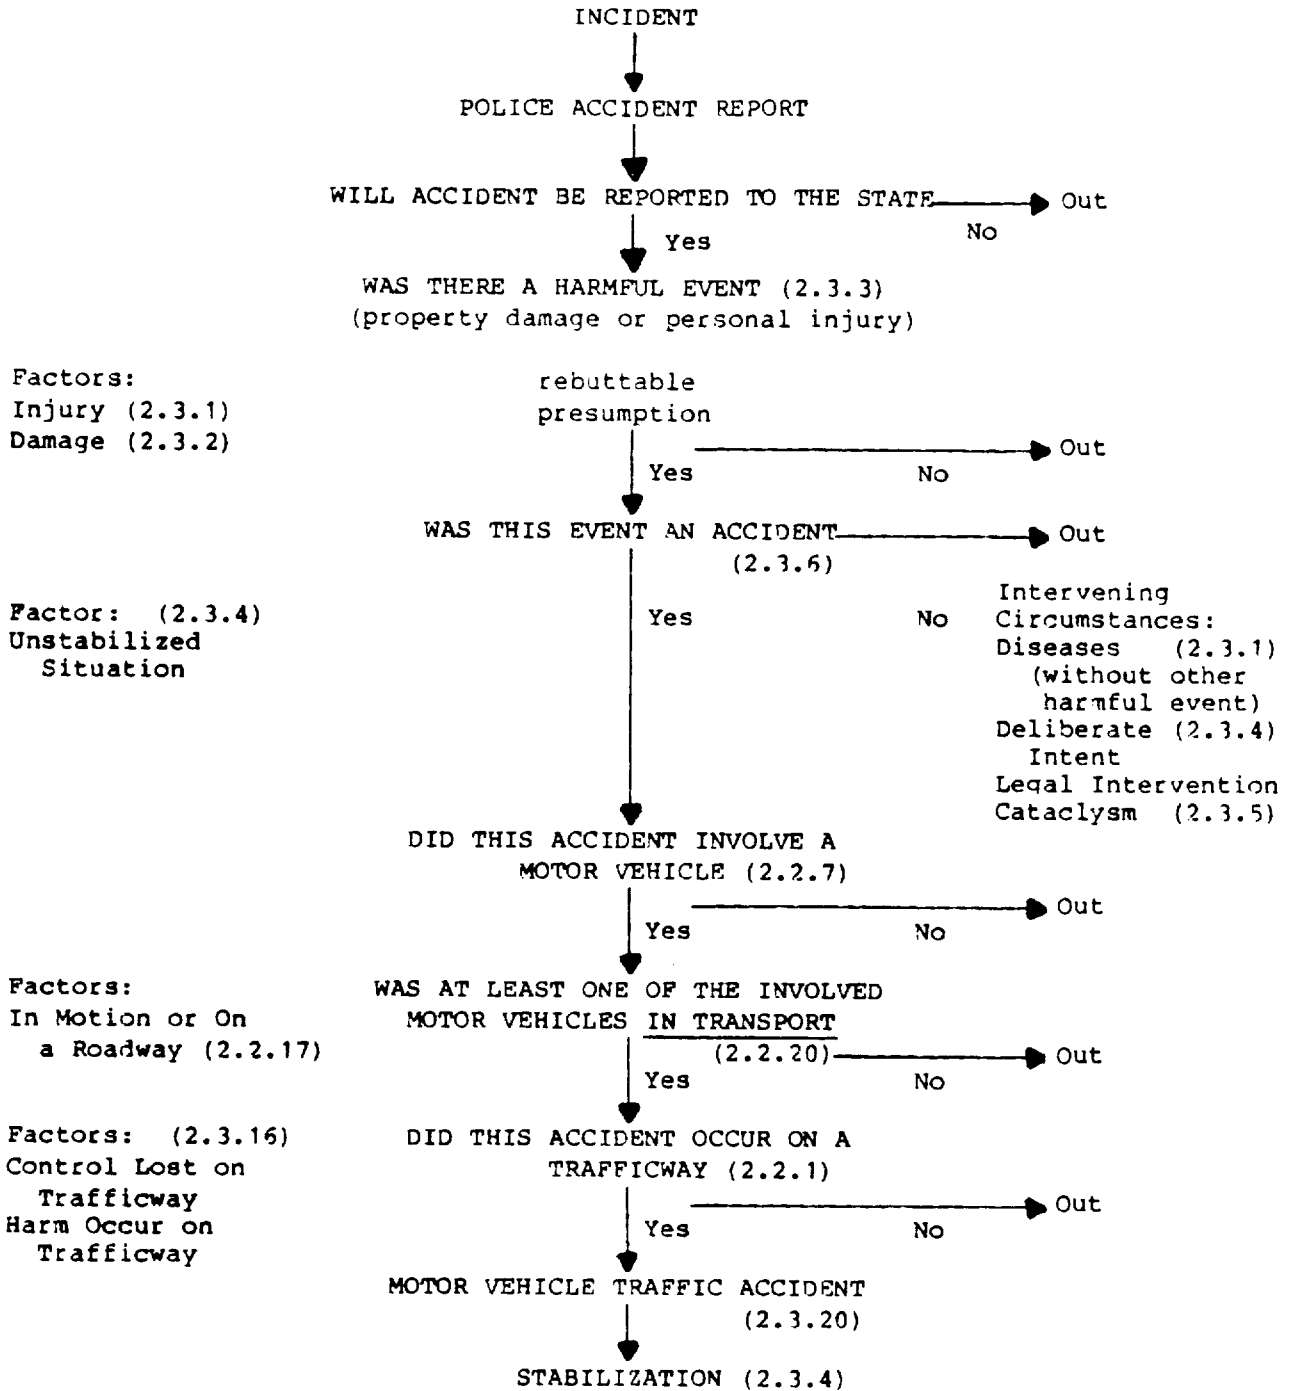 INCIDENT
POLICE ACCIDENT REPORT
WILL ACCIDENT BE REPORTED TO THE STATE
Out
No
Yes
WAS THERE A HARMFUL EVENT (2.3.3)
(property damage or personal injury)
Factors:
Injury (2.3.1)
Damage (2.3.2)
rebuttable
presumption
Out
Yes
No
WAS THIS EVENT AN ACCIDENT
(2.3.6)
Out
Factor: (2.3.4)
Unstabilized
Situation
Yes
No
Intervening
Circumstances:
Diseases (2.3.1)
(without other
harmful event)
Deliberate (2.3.4)
Intent
Legal Intervention
Cataclysm (2.3.5)
DID THIS ACCIDENT INVOLVE A
MOTOR VEHICLE (2.2.7)
Out
Yes
No
Factors:
In Motion or On
a Roadway (2.2.17)
WAS AT LEAST ONE OF THE INVOLVED
MOTOR VEHICLES IN TRANSPORT
(2.2.20)
Out
Yes
No
Factors: (2.3.16)
Control Lost on
Trafficway
Harm Occur on
Trafficway
DID THIS ACCIDENT OCCUR ON A
TRAFFICWAY (2.2.1)
Out
Yes
No
MOTOR VEHICLE TRAFFIC ACCIDENT
(2.3.20)
STABILIZATION (2.3.4)